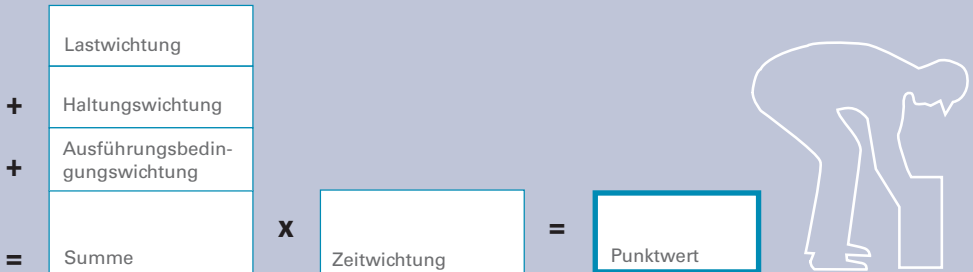 Lastwichtung
+ Haltungswichtung
+ Ausführungsbedin-
gungswichtung
= Summe x Zeitwichtung = Punktwert